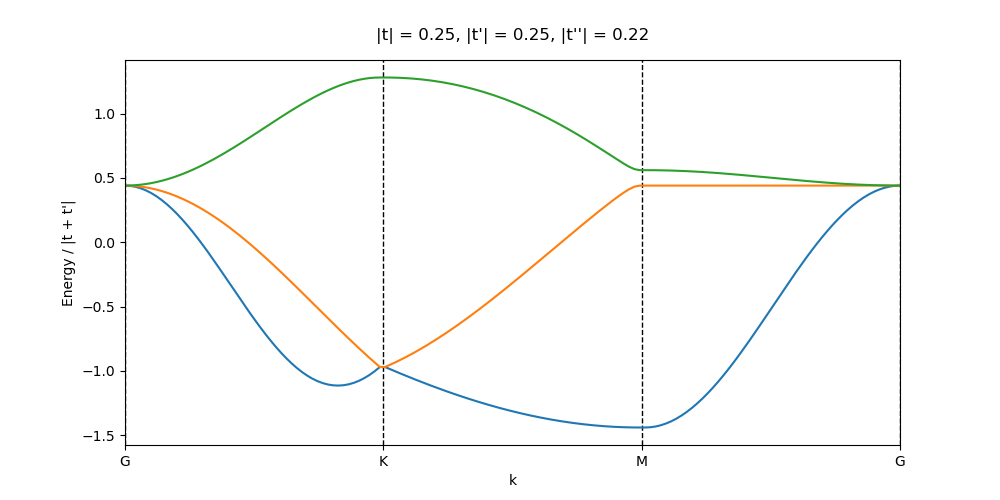 |t| = 0.25, |t'| = 0.25, |t''| = 0.22
Energy / |t + t'|
1.0
0.5
0.0
−0.5
−1.0
−1.5
G K M G
k